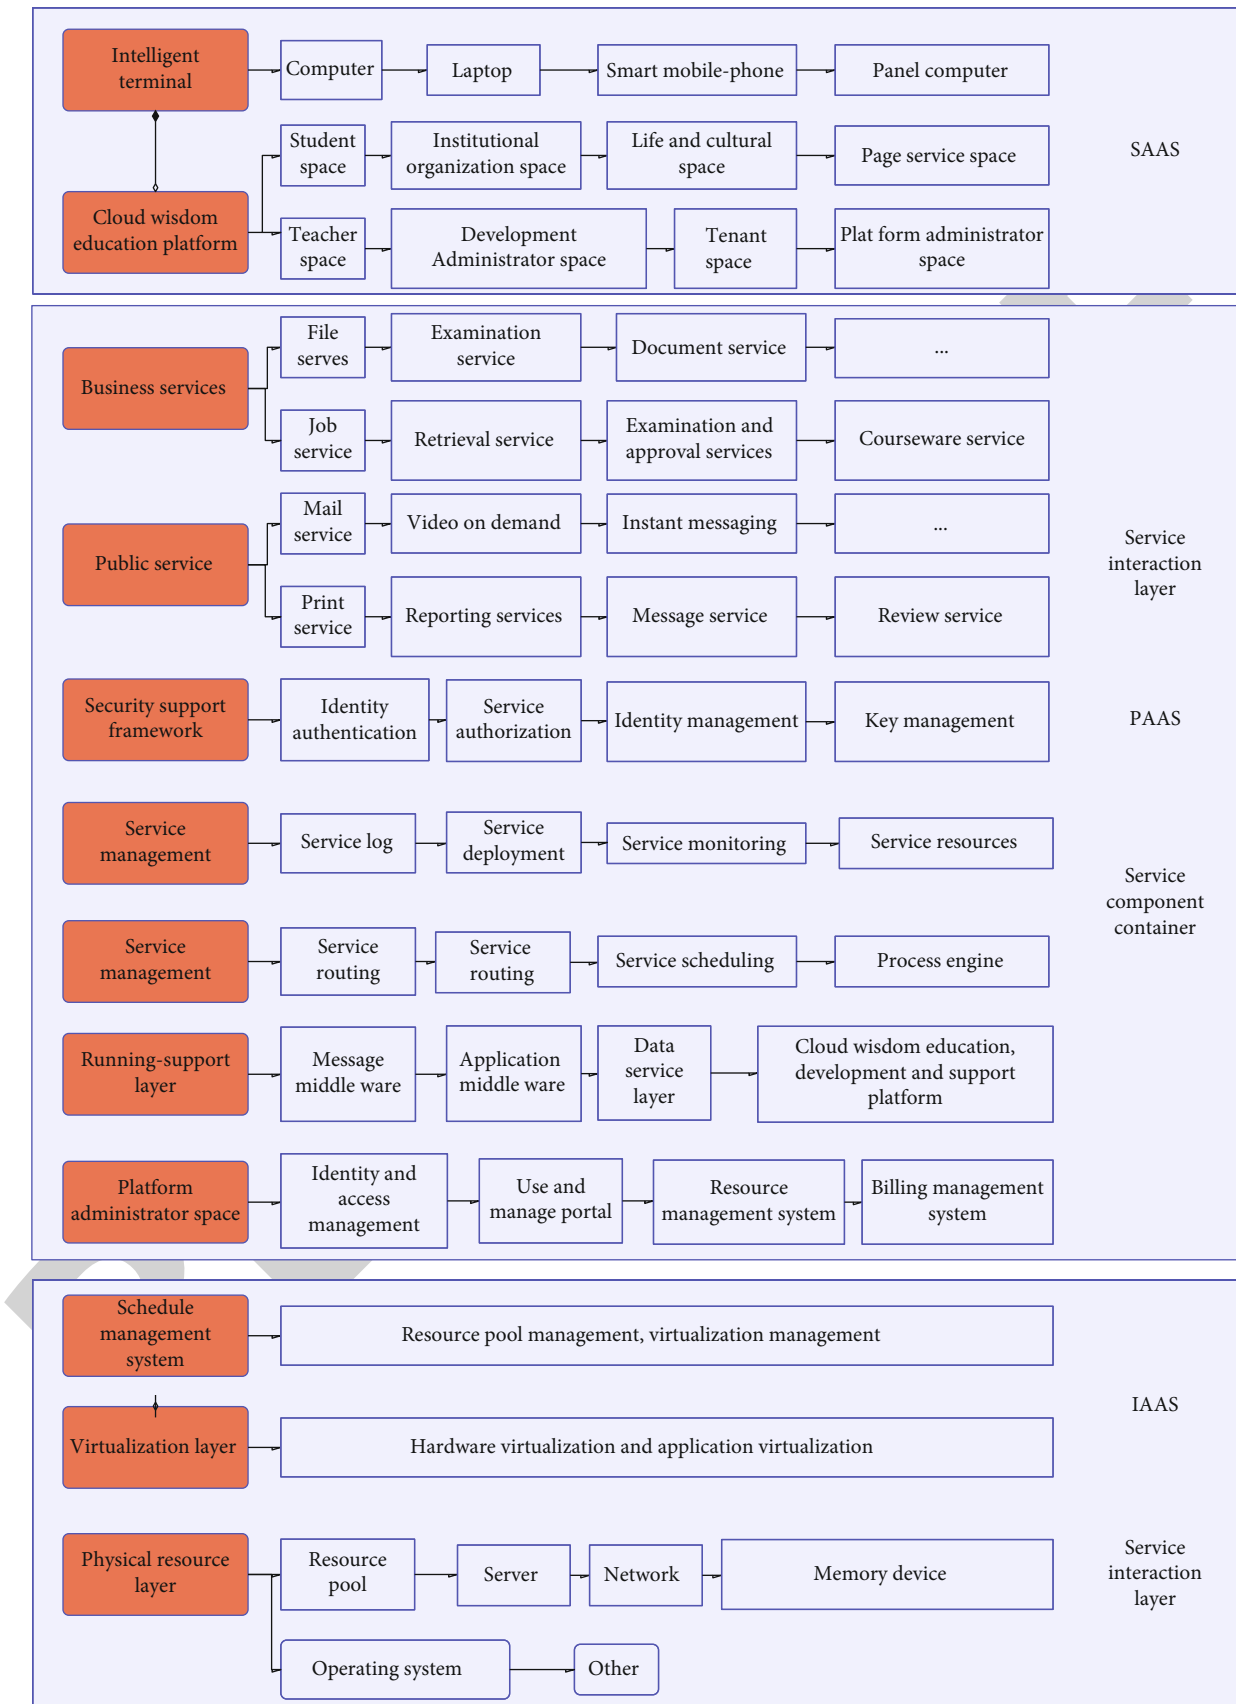 Intelligent
terminal
Computer
Laptop
Smart mobile-phone
Panel computer
SAAS
Student
space
Institutional
organization space
Life and cultural
space
Page service space
Cloud wisdom
education platform
Teacher
space
Development
Administrator space
Tenant
space
Plat form administrator
space
Business services
File
serves
Examination
service
Document service
...
Job
service
Retrieval service
Examination and
approval services
Courseware service
Public service
Mail
service
Video on demand
Instant messaging
...
Print
service
Reporting services
Message service
Review service
Service
interaction
layer
Security support
framework
Identity
authentication
Service
authorization
Identity management
Key management
PAAS
Service
management
Service log
Service
deployment
Service monitoring
Service resources
Service
component
container
Service
management
Service
routing
Service
routing
Service scheduling
Process engine
Running-support
layer
Message
middle ware
Application
middle ware
Data
service
layer
Cloud wisdom education,
development and support
platform
Platform
administrator space
Identity and
access
management
Use and
manage portal
Resource
management system
Billing management
system
Schedule
management
system
Resource pool management, virtualization management
IAAS
Virtualization layer
Hardware virtualization and application virtualization
Physical resource
layer
Resource
pool
Server
Network
Memory device
Service
interaction
layer
Operating system
Other